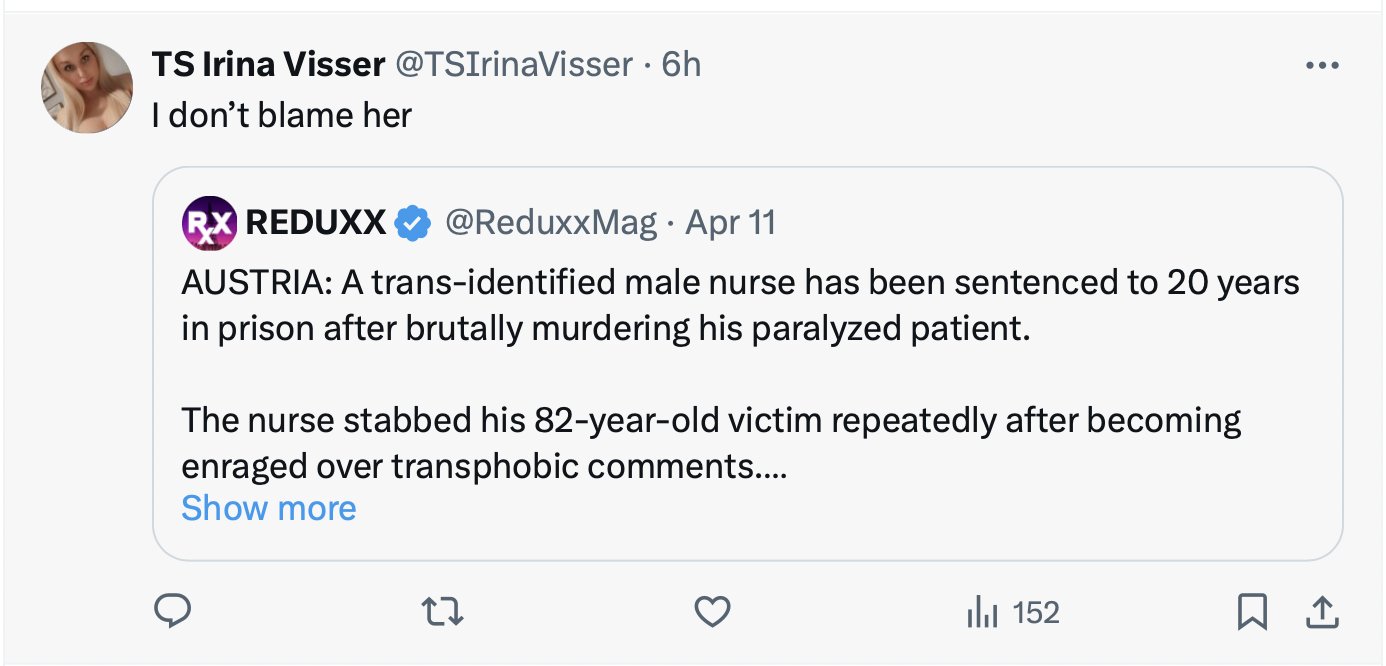 TS Irina Visser @TSIrinaVisser · 6h
I don’t blame her
RXX REDUXX @ReduxxMag · Apr 11
AUSTRIA: A trans-identified male nurse has been sentenced to 20 years
in prison after brutally murdering his paralyzed patient.
The nurse stabbed his 82-year-old victim repeatedly after becoming
enraged over transphobic comments....
Show more
152